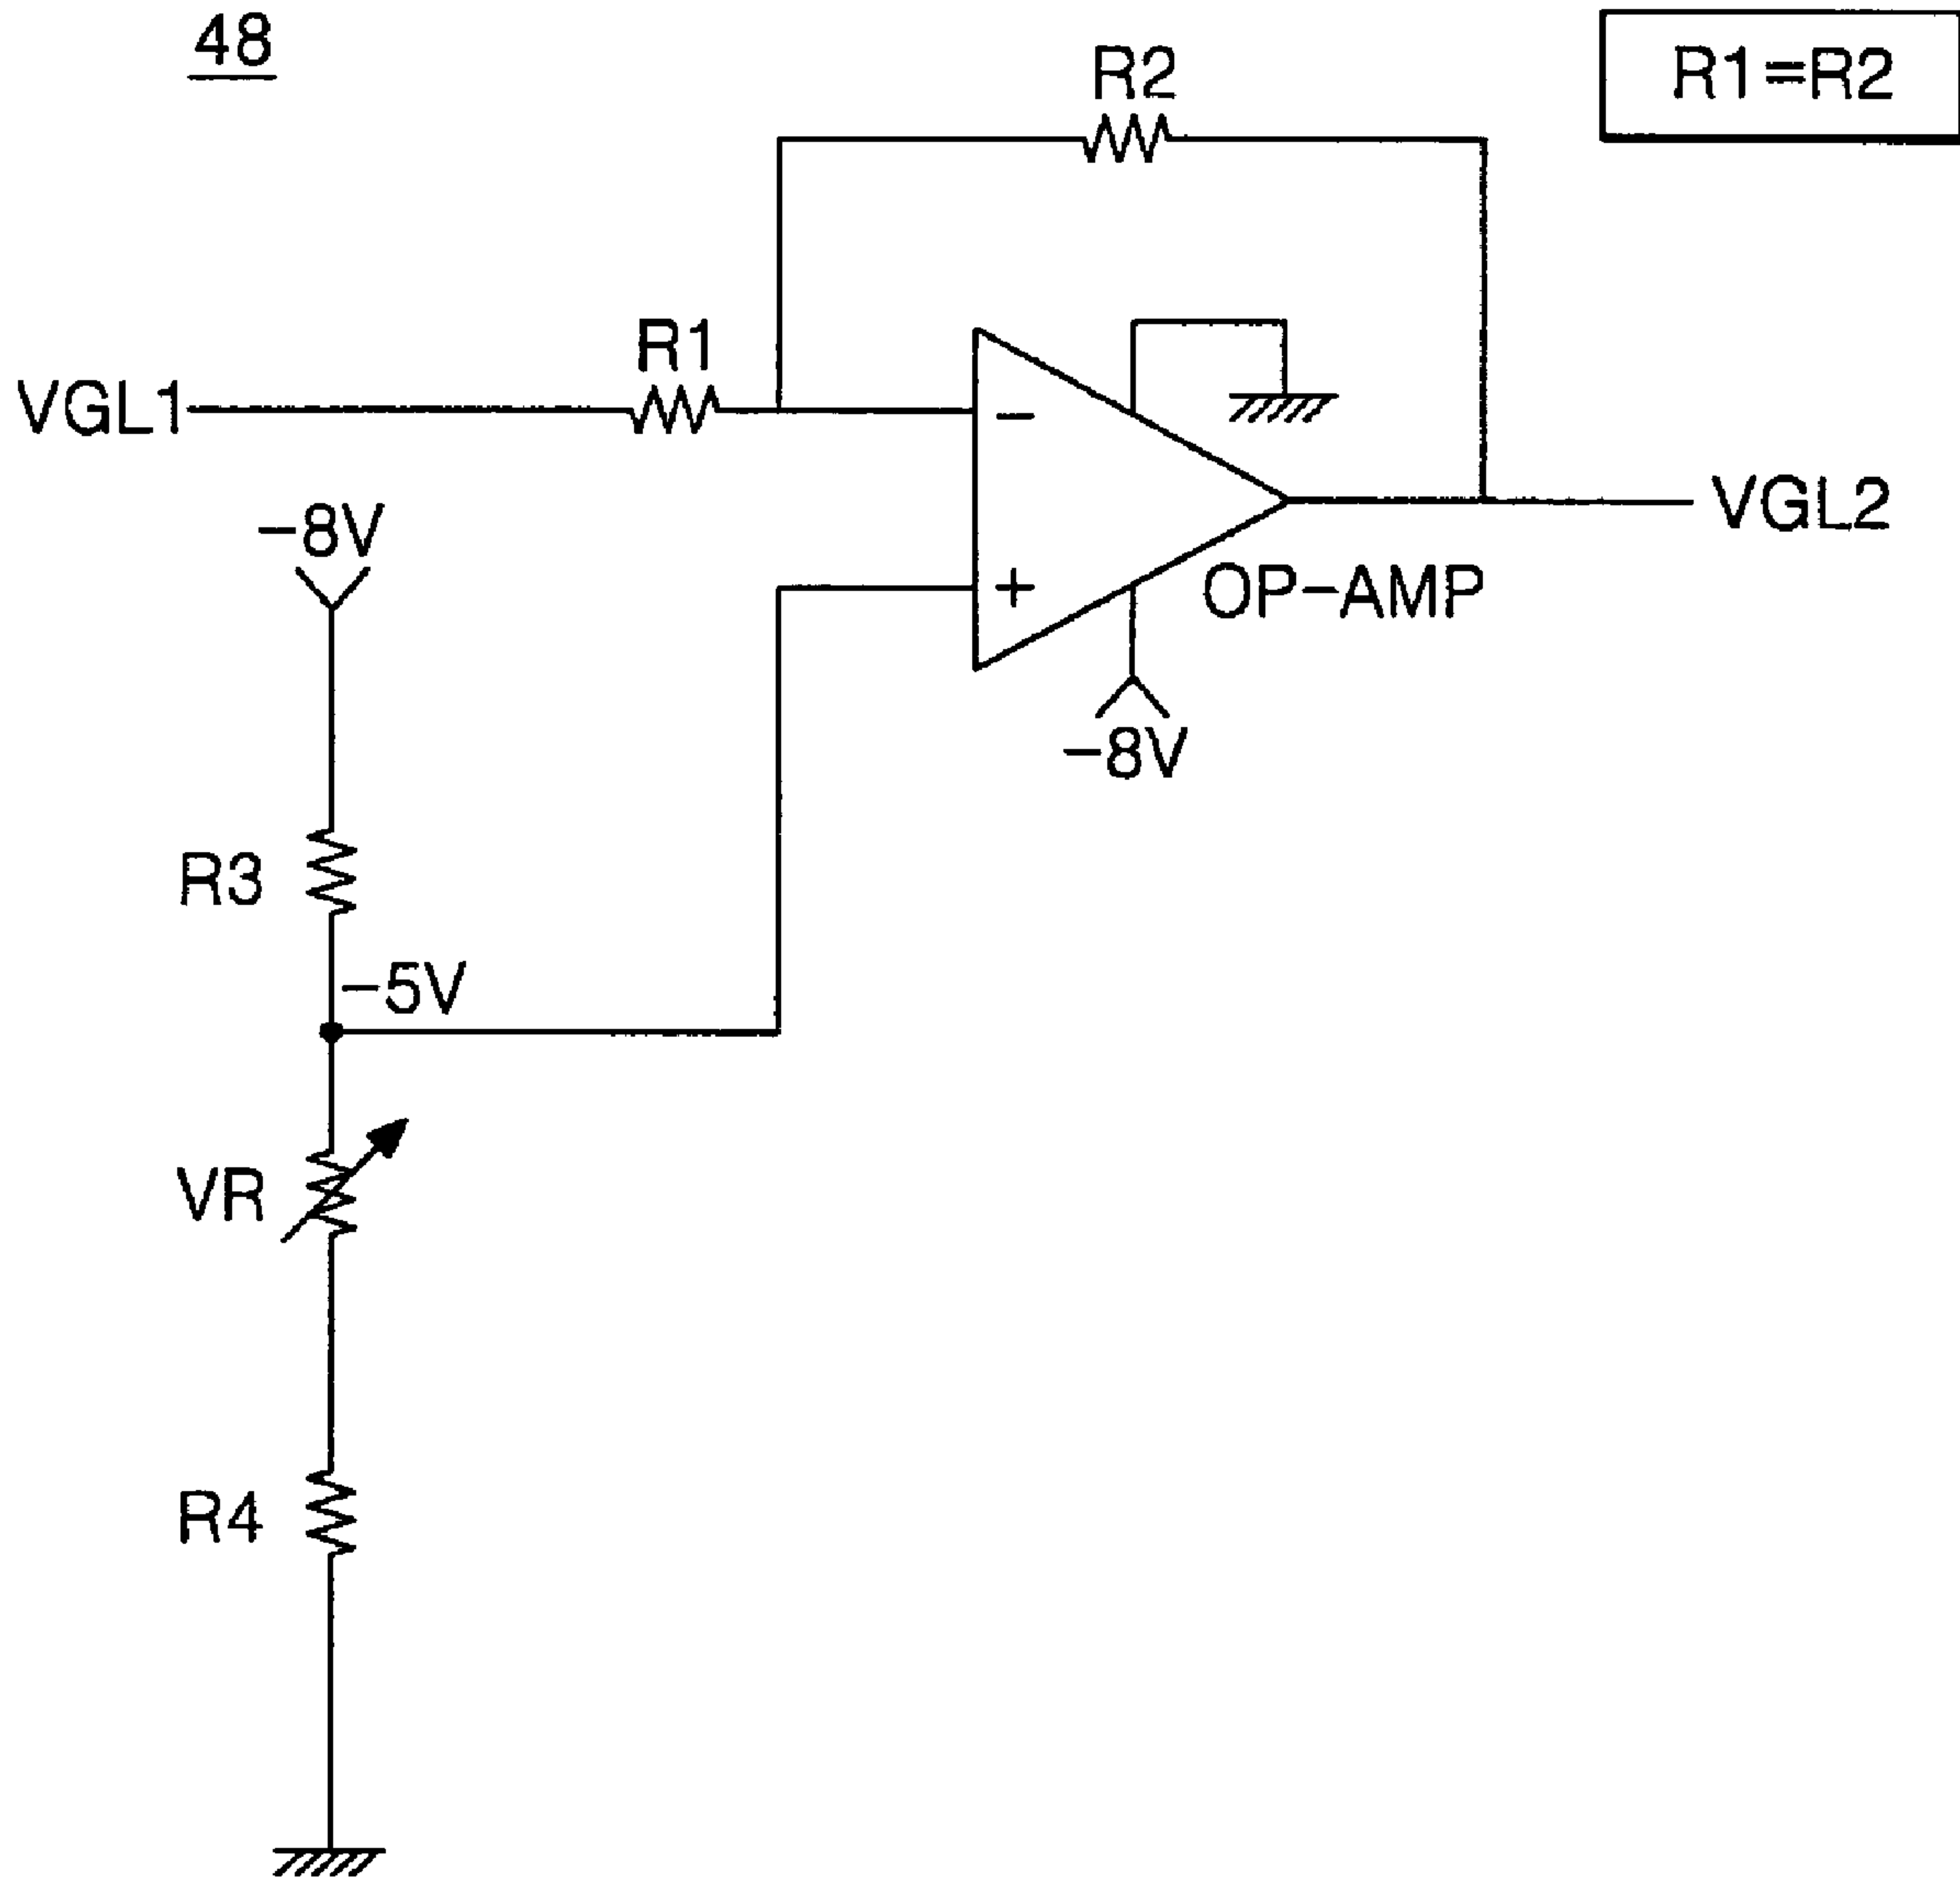 48
R2
R1=R2
R1
VGL1
-
-8V
VGL2
+
OP-AMP
-8V
R3
-5V
VR
R4